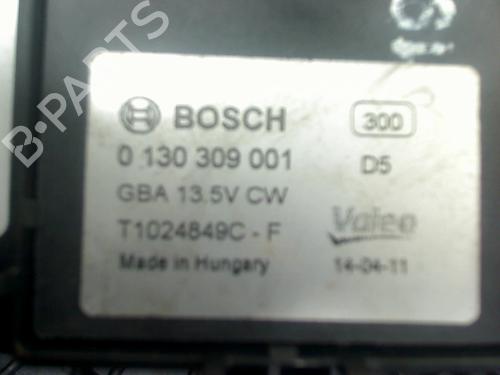 B-PARTS
BOSCH 300
0 130 309 001 D5
GBA 13.5V CW
T1024849C - F Valeo
Made in Hungary 14-04-11